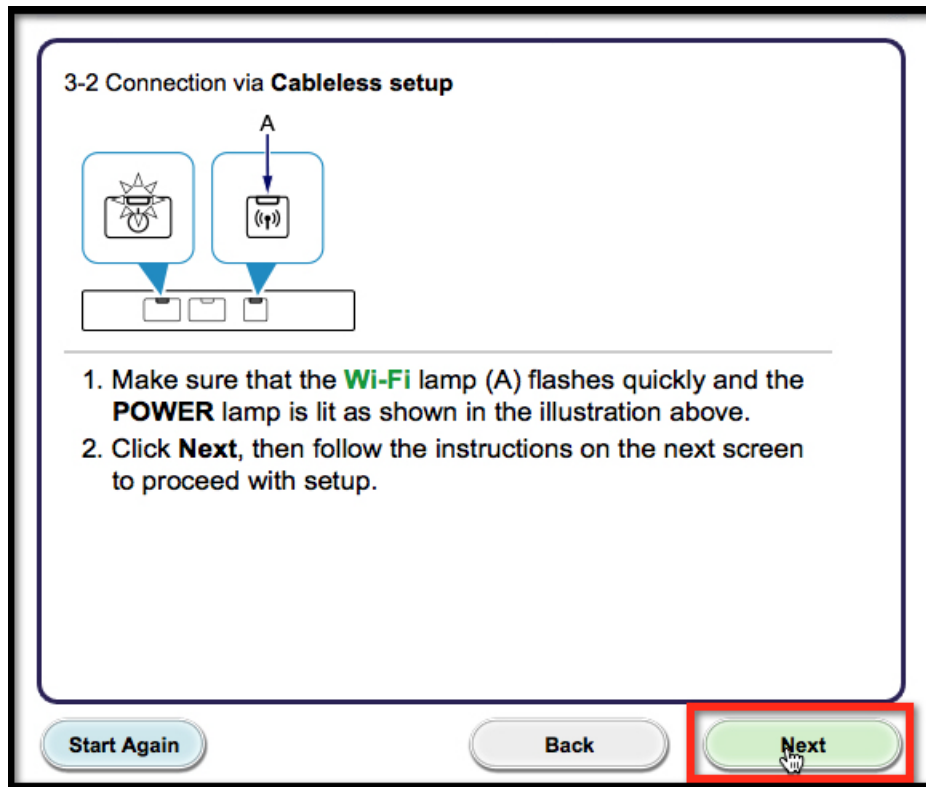 3-2 Connection via Cableless setup
A
1. Make sure that the Wi-Fi lamp (A) flashes quickly and the
POWER lamp is lit as shown in the illustration above.
2. Click Next, then follow the instructions on the next screen
to proceed with setup.
Start Again
Back
Next